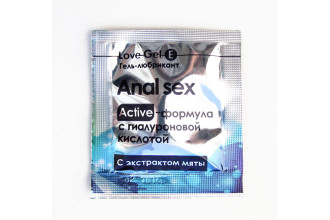 Love Gel E
Гель-лубрикант
Anal sex
Active-формула
с гиалуроновой
кислотой
С экстрактом мяты